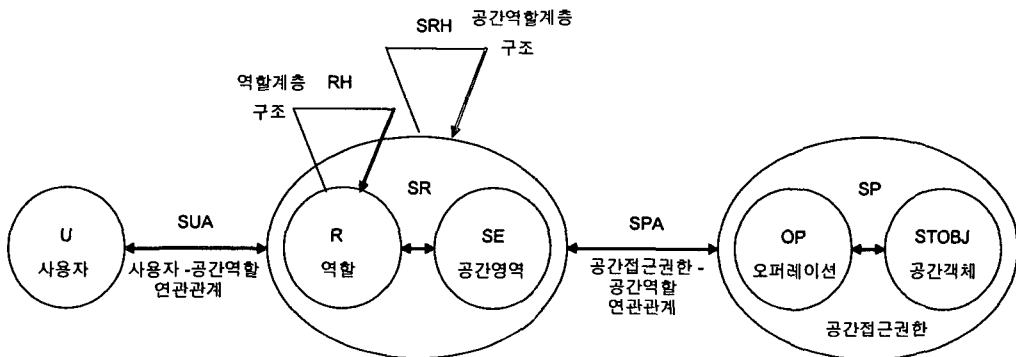 SRH 공간역할계층
구조
역할계층 RH
구조
SR
SP
U
사용자
SUA
사용자 -공간역할
연관관계
R
역할
SE
공간영역
SPA
공간접근권한 -
공간역할
연관관계
OP
오퍼레이션
STOBJ
공간객체
공간접근권한